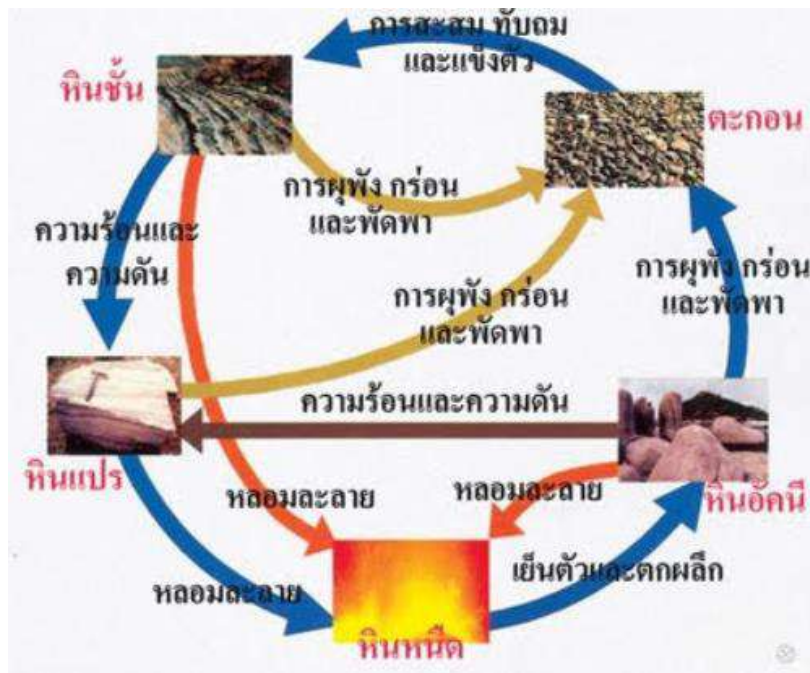 การสะสม ทับถม
และแข็งตัว
หินชั้น
ตะกอน
การผุพัง กร่อน
และพัดพา
ความร้อนและ
ความดัน
การผุพัง กร่อน
และพัดพา
การผุพัง กร่อน
และพัดพา
ความร้อนและความดัน
หินแปร
หลอมละลาย
หลอมละลาย
หินอัคนี
หลอมละลาย
เย็นตัวและตกผลึก
หินหนืด